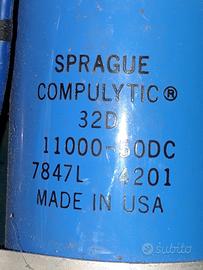 SPRAGUE
COMPULYTIC®
32D
11000-50DC
7847L 4201
MADE IN USA
subito